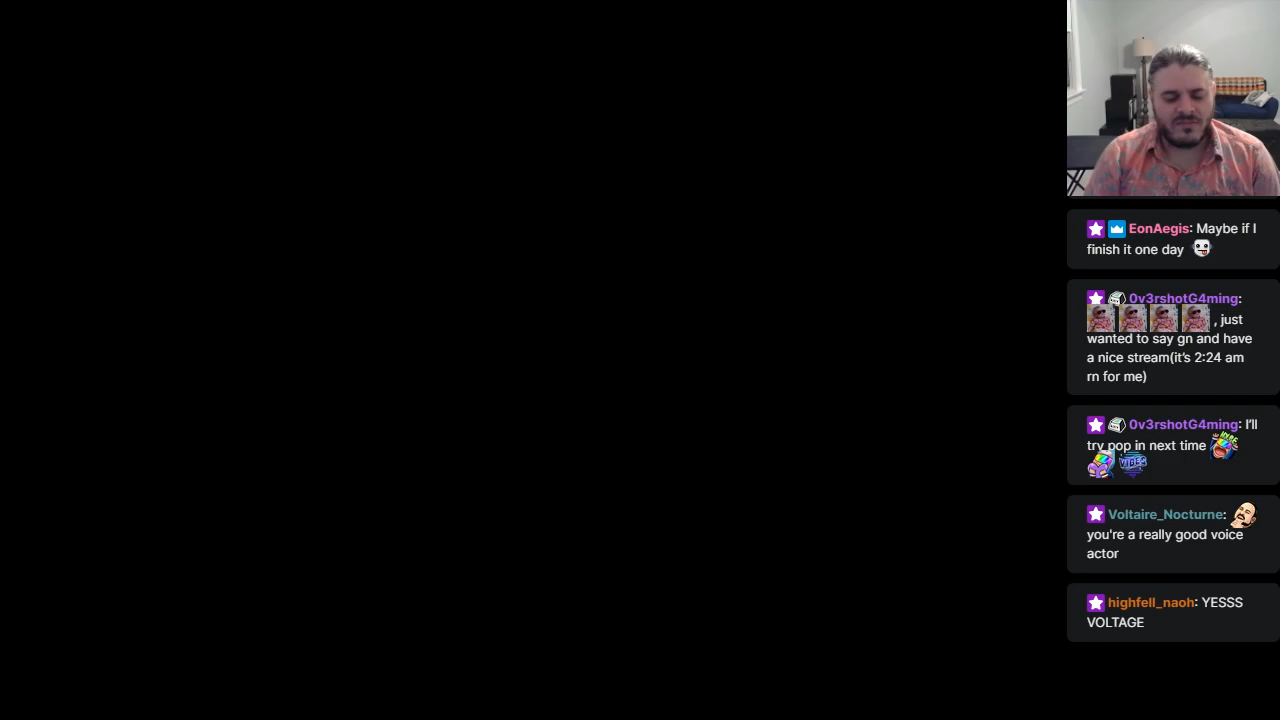 EonAegis: Maybe if I
finish it one day
0v3rshotG4ming:
, just
wanted to say gn and have
a nice stream(it's 2:24 am
rn for me)
0v3rshotG4ming: I'll
try pop in next time
VIBES
Voltaire_Nocturne:
you're a really good voice
actor
highfell_naoh: YESSS
VOLTAGE